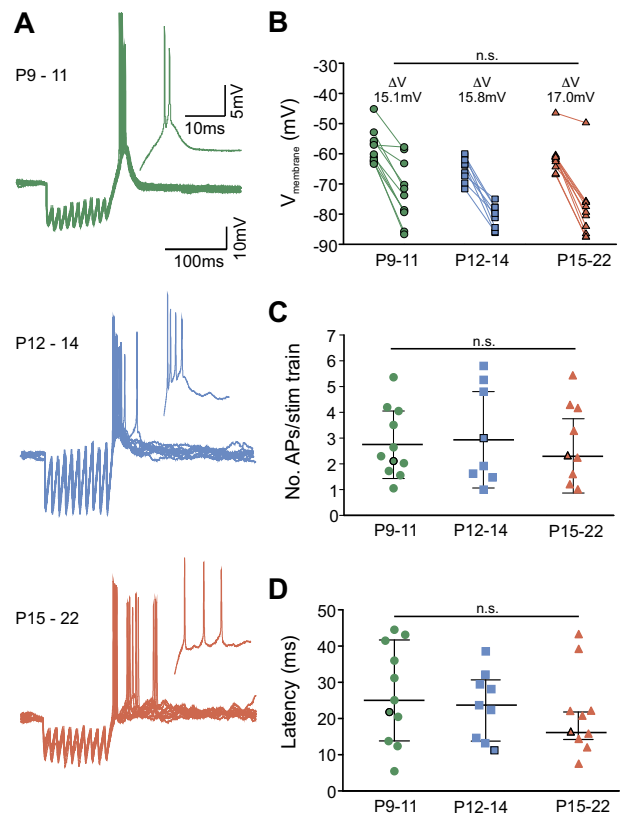 A
P9 - 11
5mV
10ms
10mV
100ms
P12 - 14
P15 - 22
B
n.s.
ΔV
15.1mV
ΔV
15.8mV
ΔV
17.0mV
-30
-40
-50
-60
-70
-80
-90
Vmembrane (mV)
P9-11
P12-14
P15-22
C
n.s.
7
6
5
4
3
2
1
0
No. APs/stim train
P9-11
P12-14
P15-22
D
n.s.
50
40
30
20
10
0
Latency (ms)
P9-11
P12-14
P15-22